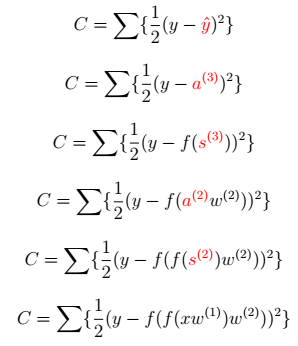 C = ∑{½(y − ŷ)²}
C = ∑{½(y − a⁽³⁾)²}
C = ∑{½(y − f(s⁽³⁾))²}
C = ∑{½(y − f(a⁽²⁾w⁽²⁾))²}
C = ∑{½(y − f(f(s⁽²⁾)w⁽²⁾))²}
C = ∑{½(y − f(f(xw⁽¹⁾)w⁽²⁾))²}